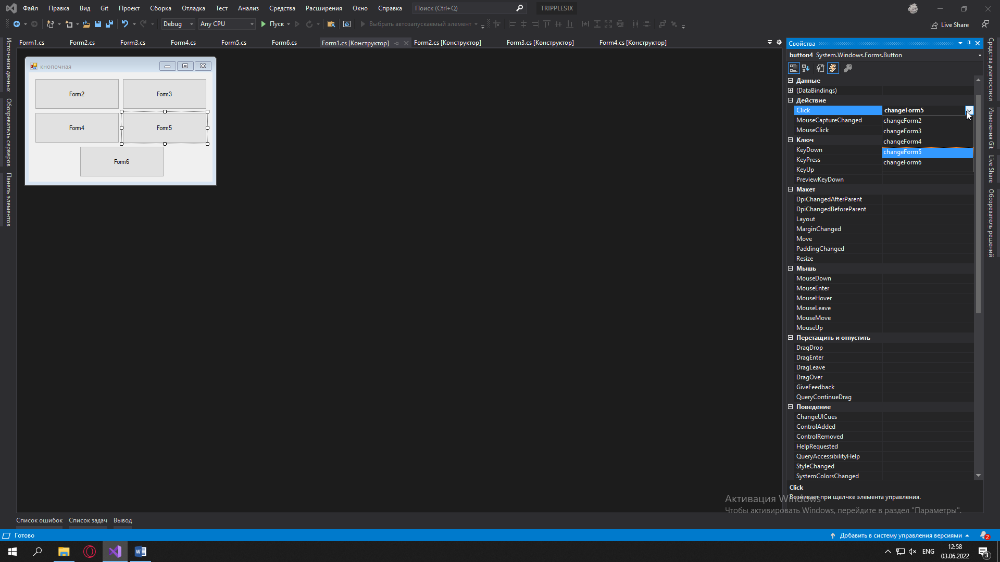 Файл Правка Вид Git Проект Сборка Отладка Тест Анализ Средства Расширения Окно Справка Поиск (Ctrl+Q) TRIPPLESIX
Debug Any CPU Пуск Выбрать автозапускаемый элемент Live Share
Form1.cs Form2.cs Form3.cs Form4.cs Form5.cs Form6.cs Form1.cs [Конструктор] Form2.cs [Конструктор] Form3.cs [Конструктор] Form4.cs [Конструктор]
Источники данных
Обозреватель серверов
Панель элементов
кнопочная
Form2 Form3
Form4 Form5
Form6
Свойства
button4 System.Windows.Forms.Button
Данные
(DataBindings)
Действие
Click changeForm5
MouseCaptureChanged
MouseClick
changeForm2
changeForm3
changeForm4
changeForm5
changeForm6
Ключ
KeyDown
KeyPress
KeyUp
PreviewKeyDown
Макет
DpiChangedAfterParent
DpiChangedBeforeParent
Layout
MarginChanged
Move
PaddingChanged
Resize
Мышь
MouseDown
MouseEnter
MouseHover
MouseLeave
MouseMove
MouseUp
Перетащить и отпустить
DragDrop
DragEnter
DragLeave
DragOver
GiveFeedback
QueryContinueDrag
Поведение
ChangeUICues
ControlAdded
ControlRemoved
HelpRequested
QueryAccessibilityHelp
StyleChanged
SystemColorsChanged
Click
Возникает при щелчке элемента управления.
Средства диагностики
Изменения Git
Live Share
Обозреватель решений
Активация Windows
Чтобы активировать Windows, перейдите в раздел "Параметры".
Список ошибок Список задач Вывод
Готово Добавить в систему управления версиями 2
ENG 12:58
03.06.2022 3